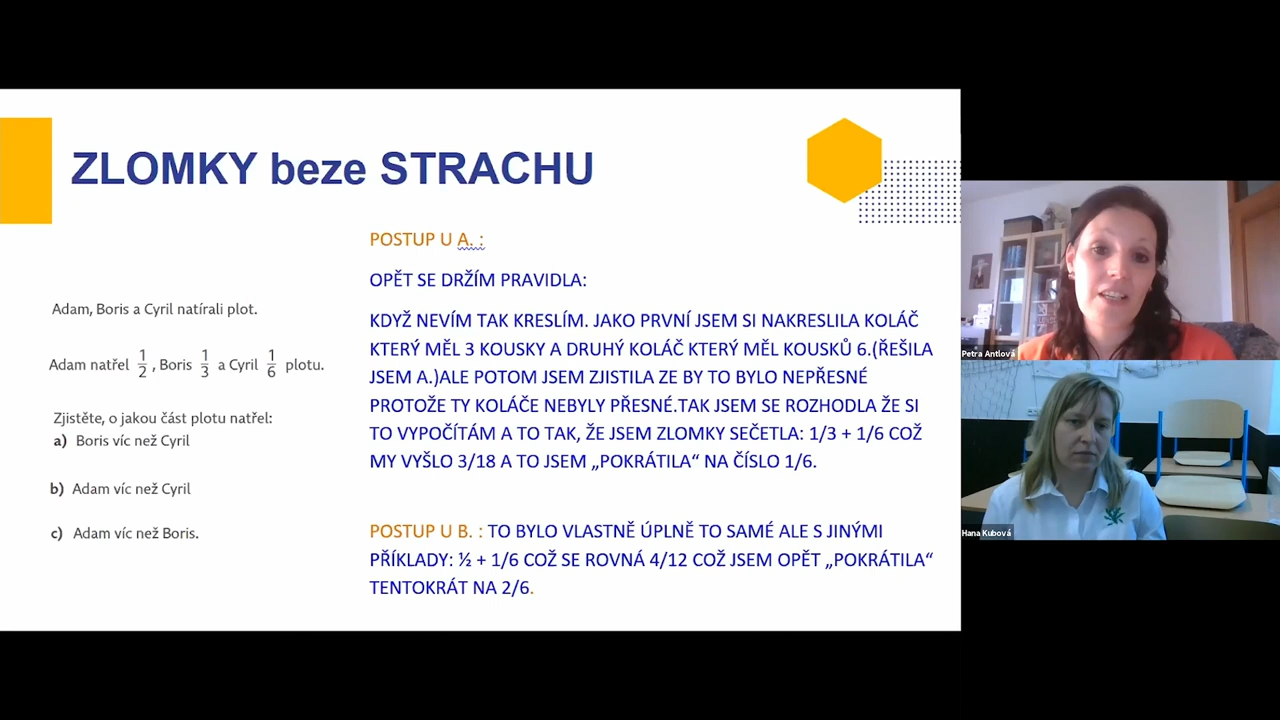 ZLOMKY beze STRACHU
Adam, Boris a Cyril natírali plot.
Adam natřel 1/2, Boris 1/3 a Cyril 1/6 plotu.
Zjistěte, o jakou část plotu natřel:
a) Boris víc než Cyril
b) Adam víc než Cyril
c) Adam víc než Boris.
POSTUP U A. :
OPĚT SE DRŽÍM PRAVIDLA:
KDYŽ NEVÍM TAK KRESLÍM. JAKO PRVNÍ JSEM SI NAKRESLILA KOLÁČ
KTERÝ MĚL 3 KOUSKY A DRUHÝ KOLÁČ KTERÝ MĚL KOUSKŮ 6.(ŘEŠILA
JSEM A.)ALE POTOM JSEM ZJISTILA ZE BY TO BYLO NEPŘESNÉ
PROTOŽE TY KOLÁČE NEBYLY PŘESNÉ.TAK JSEM SE ROZHODLA ŽE SI
TO VYPOČÍTÁM A TO TAK, ŽE JSEM ZLOMKY SEČETLA: 1/3 + 1/6 COŽ
MY VYŠLO 3/18 A TO JSEM „POKRÁTILA“ NA ČÍSLO 1/6.
POSTUP U B. : TO BYLO VLASTNĚ ÚPLNĚ TO SAMÉ ALE S JINÝMI
PŘÍKLADY: ½ + 1/6 COŽ SE ROVNÁ 4/12 COŽ JSEM OPĚT „POKRÁTILA“
TENTOKRÁT NA 2/6.
Petra Antlová
Hana Kubová